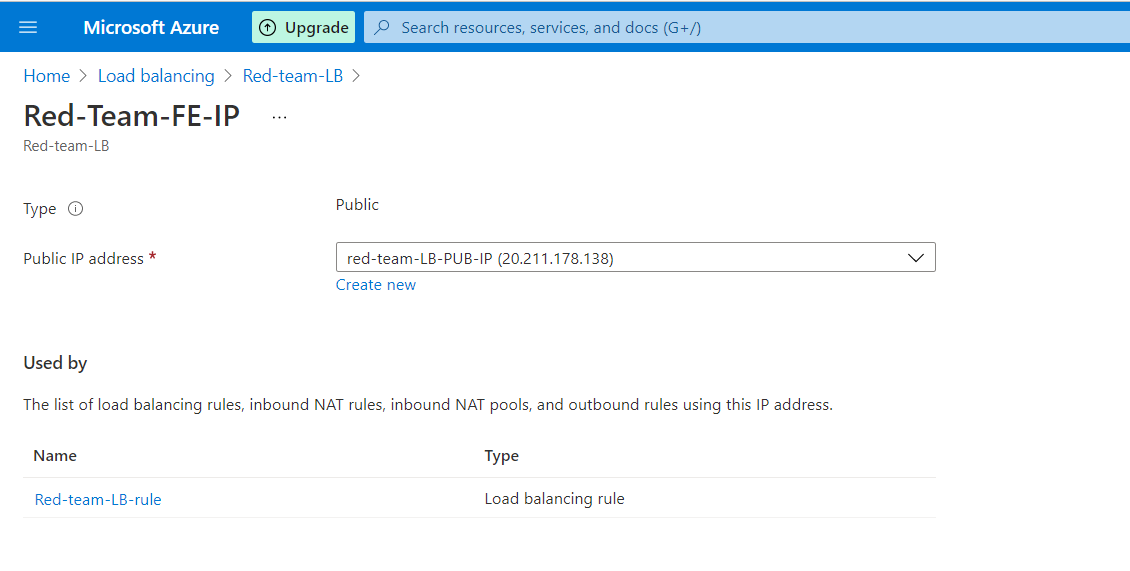 Microsoft Azure Upgrade Search resources, services, and docs (G+/)
Home > Load balancing > Red-team-LB >
Red-Team-FE-IP ...
Red-team-LB
Type Public
Public IP address * red-team-LB-PUB-IP (20.211.178.138)
Create new
Used by
The list of load balancing rules, inbound NAT rules, inbound NAT pools, and outbound rules using this IP address.
Name Type
Red-team-LB-rule Load balancing rule